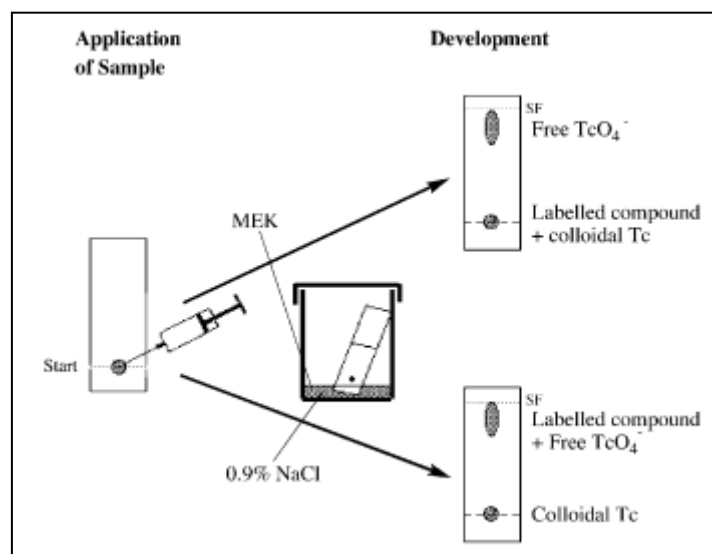 Application
of Sample
Development
SF
Free TcO₄⁻
MEK
Labelled compound
+ colloidal Tc
Start
SF
Labelled compound
+ Free TcO₄⁻
0.9% NaCl
Colloidal Tc